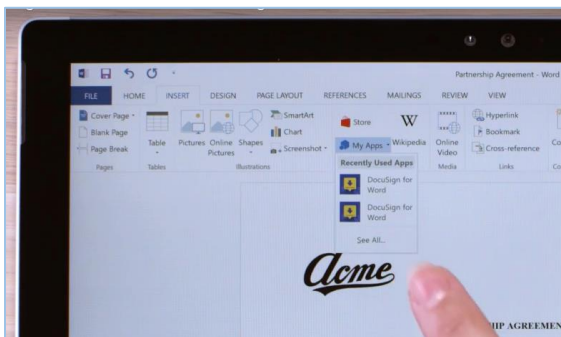 Partnership Agreement - Word
FILE HOME INSERT DESIGN PAGE LAYOUT REFERENCES MAILINGS REVIEW VIEW
Cover Page
Blank Page
Page Break
Pages
Table
Tables
Pictures
Online
Pictures
Shapes
SmartArt
Chart
Screenshot
Illustrations
Store
My Apps
W
Wikipedia
Recently Used Apps
DocuSign for
Word
DocuSign for
Word
See All...
Online
Video
Media
Hyperlink
Bookmark
Cross-reference
Links
Acme